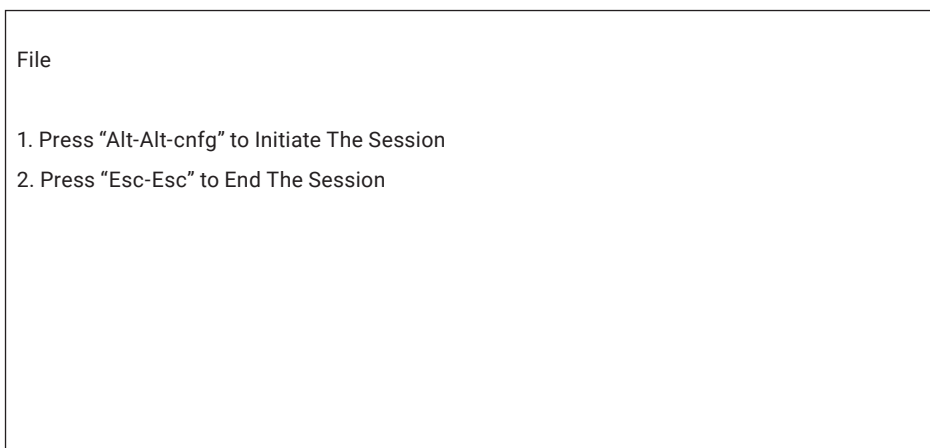 File
1. Press “Alt-Alt-cnfg” to Initiate The Session
2. Press “Esc-Esc” to End The Session